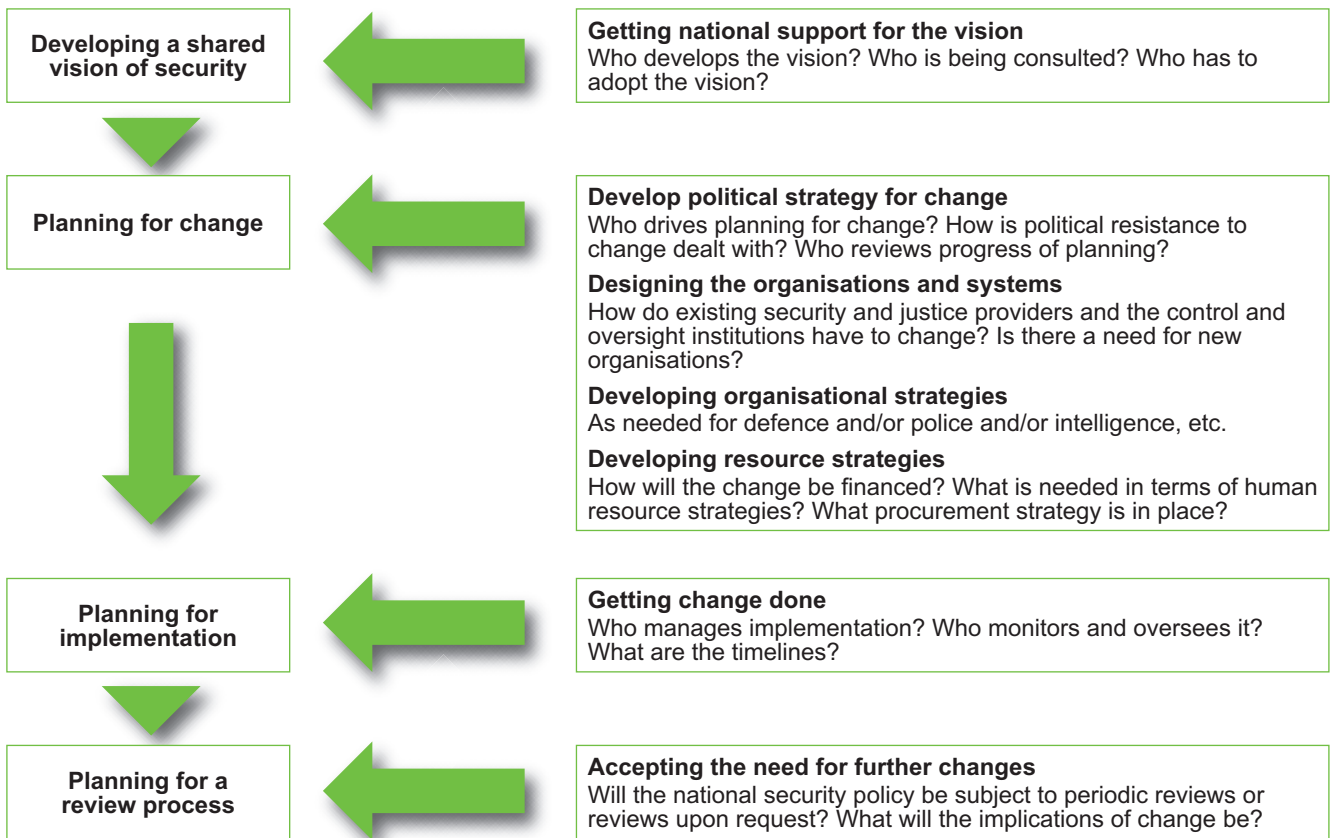 Developing a shared
vision of security
Getting national support for the vision
Who develops the vision? Who is being consulted? Who has to
adopt the vision?
Planning for change
Develop political strategy for change
Who drives planning for change? How is political resistance to
change dealt with? Who reviews progress of planning?
Designing the organisations and systems
How do existing security and justice providers and the control and
oversight institutions have to change? Is there a need for new
organisations?
Developing organisational strategies
As needed for defence and/or police and/or intelligence, etc.
Developing resource strategies
How will the change be financed? What is needed in terms of human
resource strategies? What procurement strategy is in place?
Planning for
implementation
Getting change done
Who manages implementation? Who monitors and oversees it?
What are the timelines?
Planning for a
review process
Accepting the need for further changes
Will the national security policy be subject to periodic reviews or
reviews upon request? What will the implications of change be?